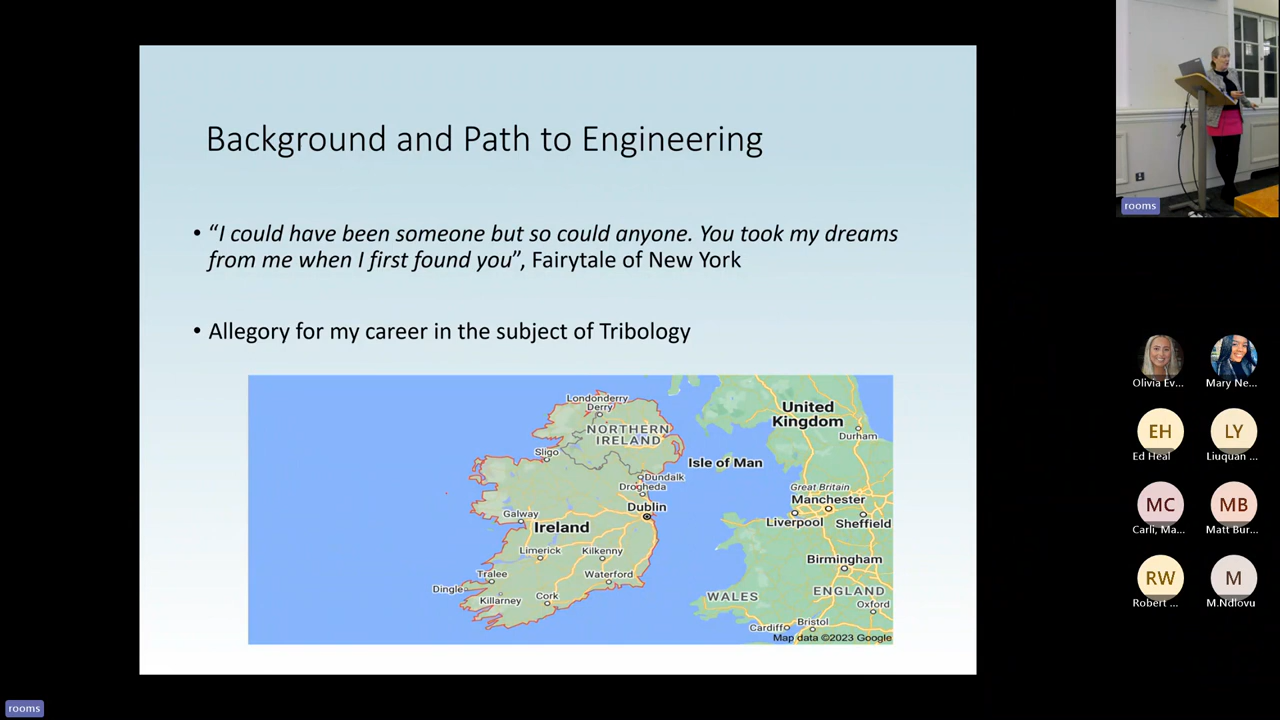 Background and Path to Engineering
• “I could have been someone but so could anyone. You took my dreams
from me when I first found you”, Fairytale of New York
• Allegory for my career in the subject of Tribology
Londonderry
Derry
NORTHERN
IRELAND
Sligo
Dundalk
Drogheda
Dublin
Galway
Ireland
Limerick
Kilkenny
Tralee
Waterford
Dingle
Killarney
Cork
United
Kingdom
Durham
Isle of Man
Great Britain
Manchester
Liverpool
Sheffield
Birmingham
WALES
ENGLAND
Oxford
Cardiff
Bristol
Map data ©2023 Google
rooms
Olivia Ev...
Mary Ne...
EH
LY
Ed Heal
Liuquan ...
MC
MB
Carli, Ma...
Matt Bur...
RW
M
Robert ...
M.Ndlovu
rooms